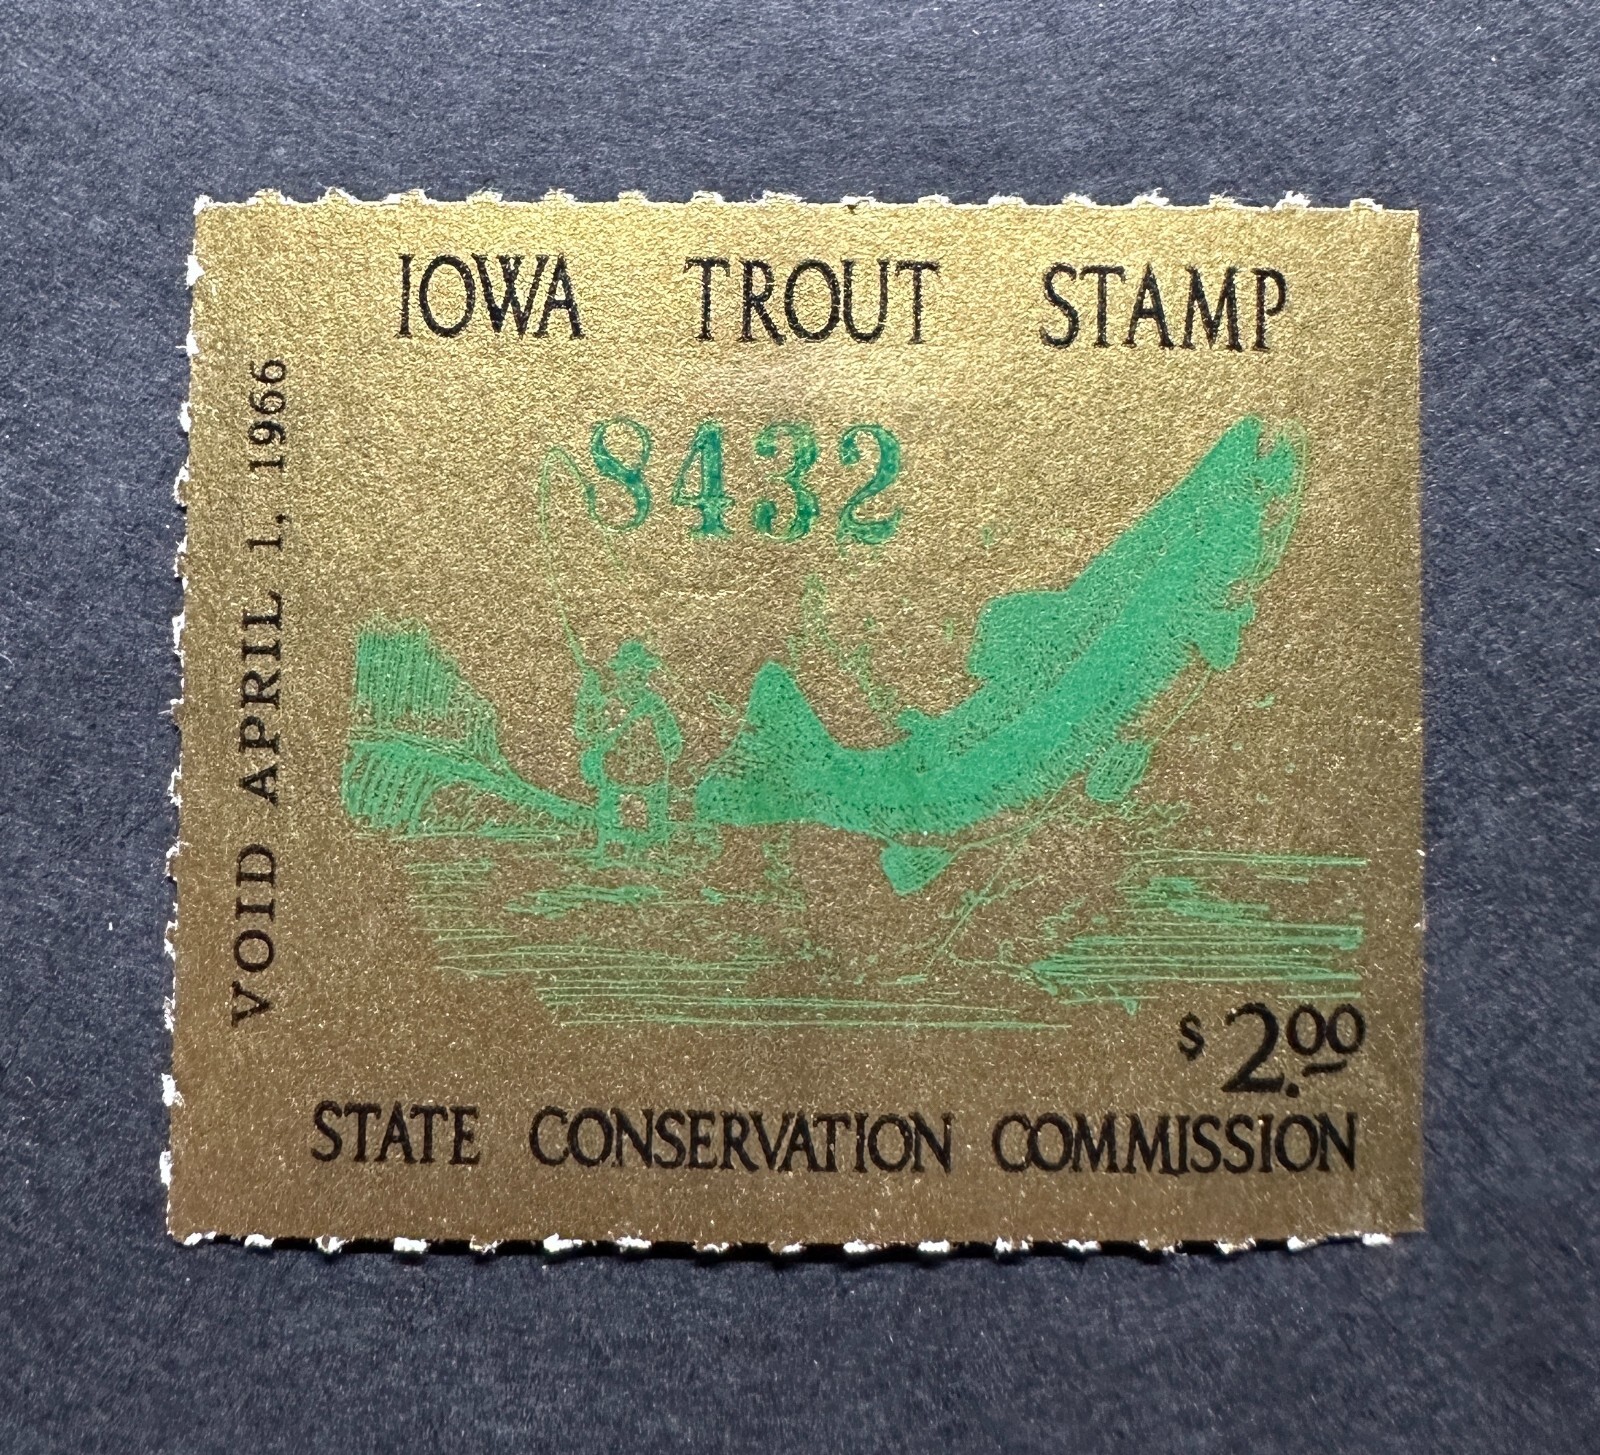 IOWA TROUT STAMP
8432
VOID APRIL 1, 1966
$2.00
STATE CONSERVATION COMMISSION